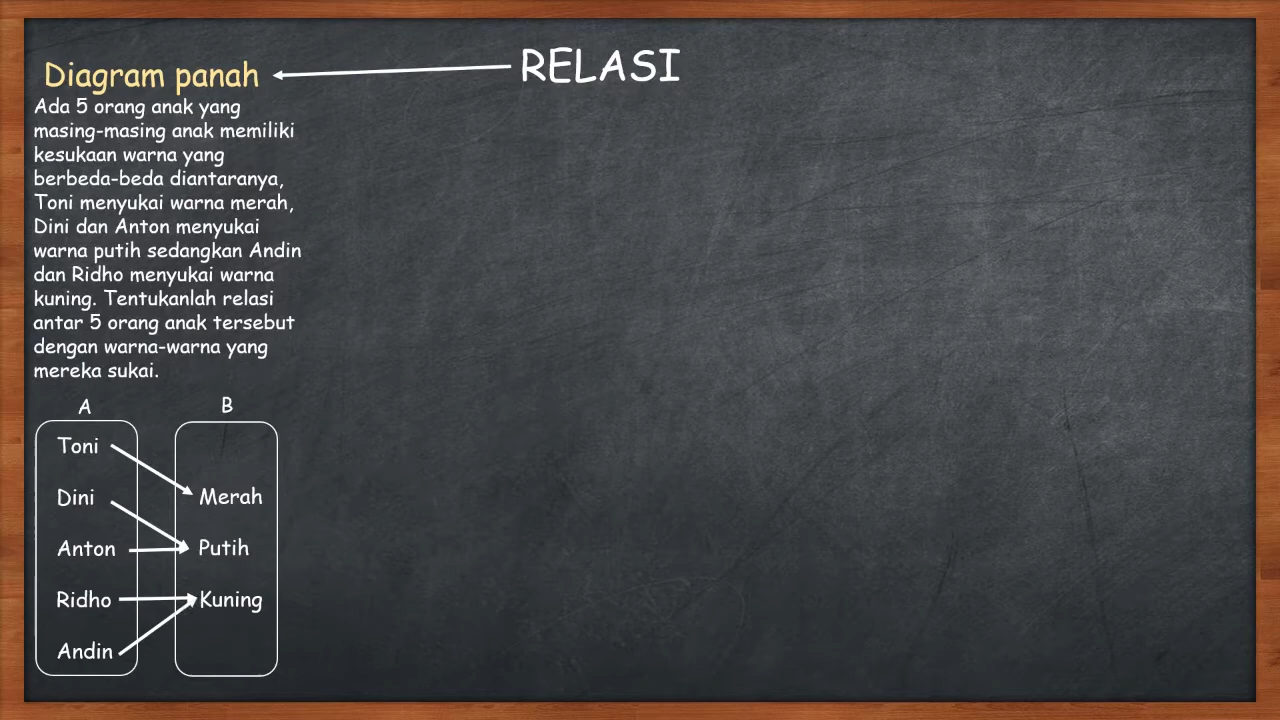 RELASI
Diagram panah
Ada 5 orang anak yang
masing-masing anak memiliki
kesukaan warna yang
berbeda-beda diantaranya,
Toni menyukai warna merah,
Dini dan Anton menyukai
warna putih sedangkan Andin
dan Ridho menyukai warna
kuning. Tentukanlah relasi
antar 5 orang anak tersebut
dengan warna-warna yang
mereka sukai.
A
B
Toni
Dini
Anton
Ridho
Andin
Merah
Putih
Kuning